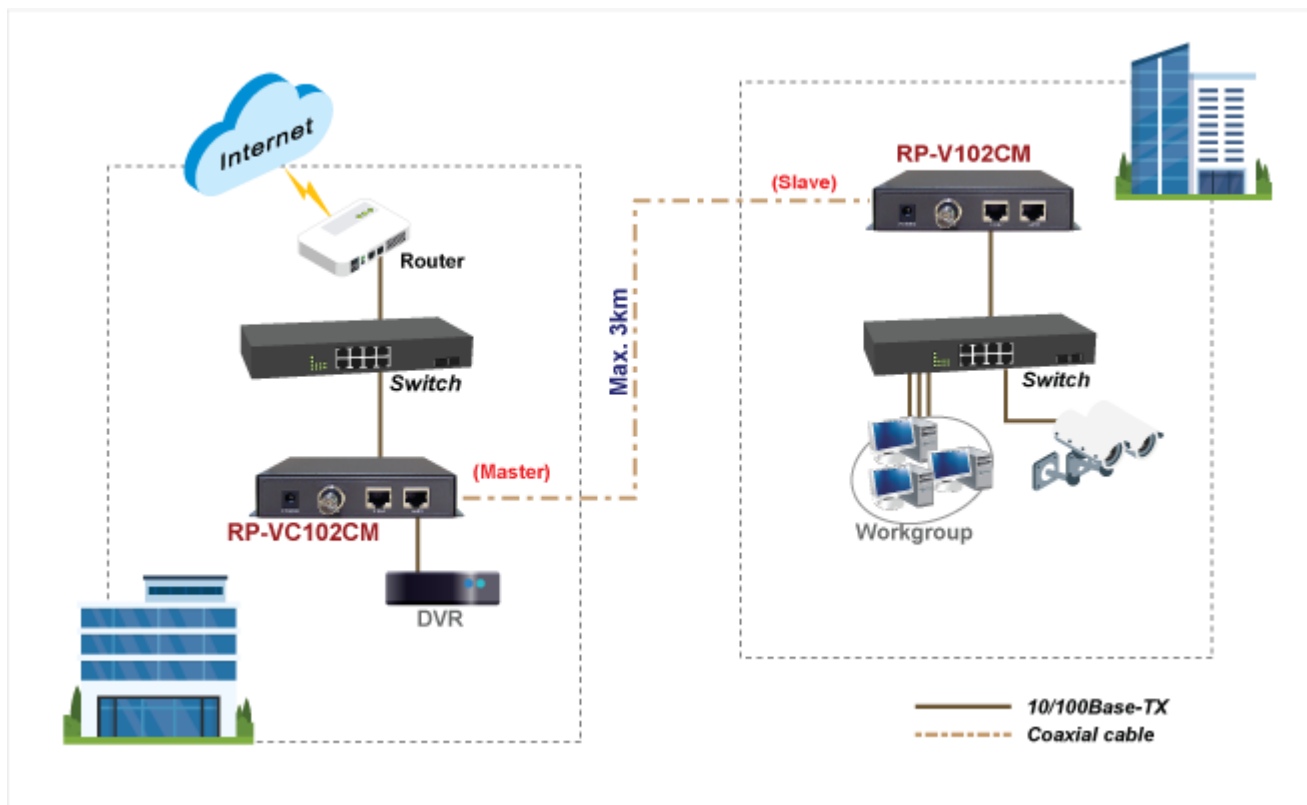 Internet
Router
Switch
(Master)
RP-VC102CM
DVR
Max. 3km
RP-V102CM
(Slave)
Switch
Workgroup
10/100Base-TX
Coaxial cable